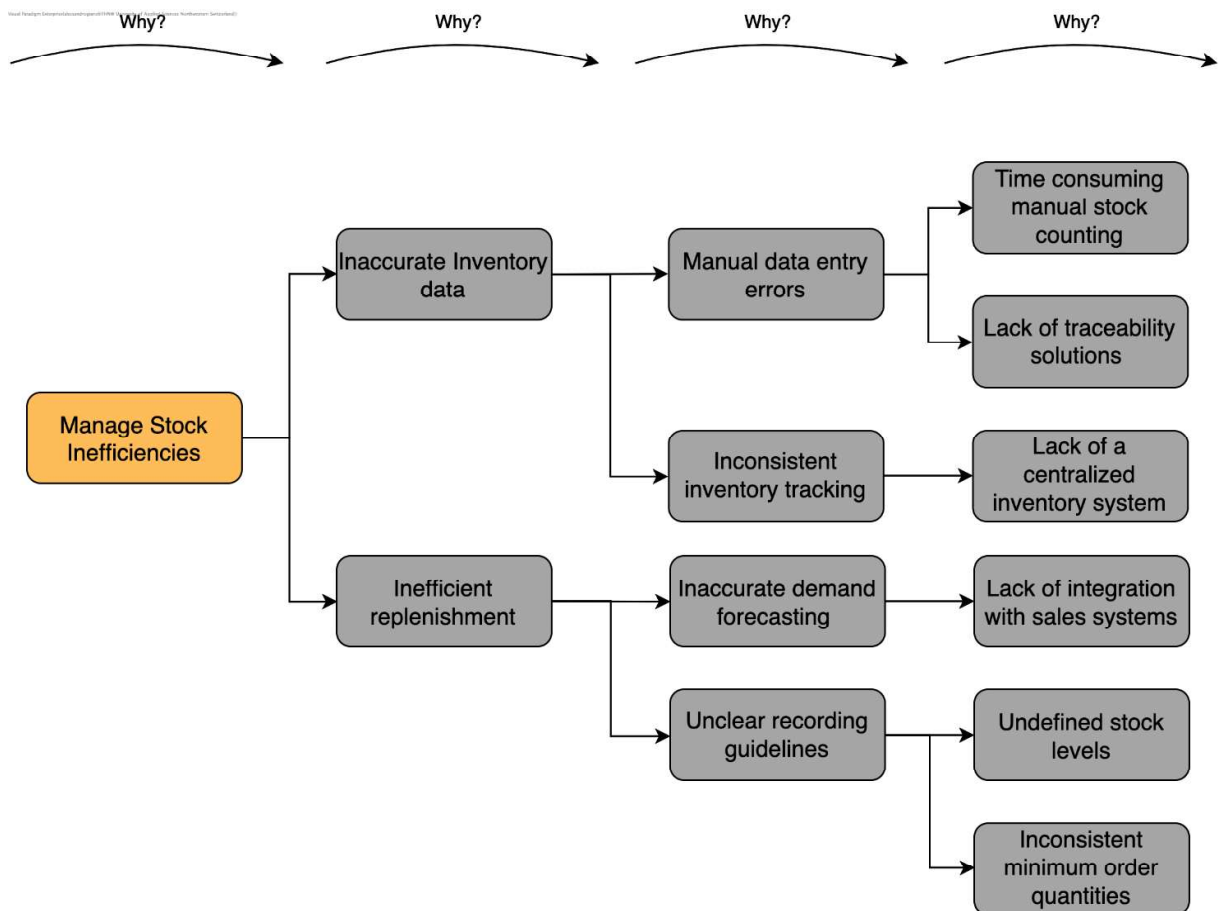 Why?
Why?
Why?
Why?
Time consuming
manual stock
counting
Inaccurate Inventory
data
Manual data entry
errors
Lack of traceability
solutions
Manage Stock
Inefficiencies
Inconsistent
inventory tracking
Lack of a
centralized
inventory system
Inefficient
replenishment
Inaccurate demand
forecasting
Lack of integration
with sales systems
Unclear recording
guidelines
Undefined stock
levels
Inconsistent
minimum order
quantities